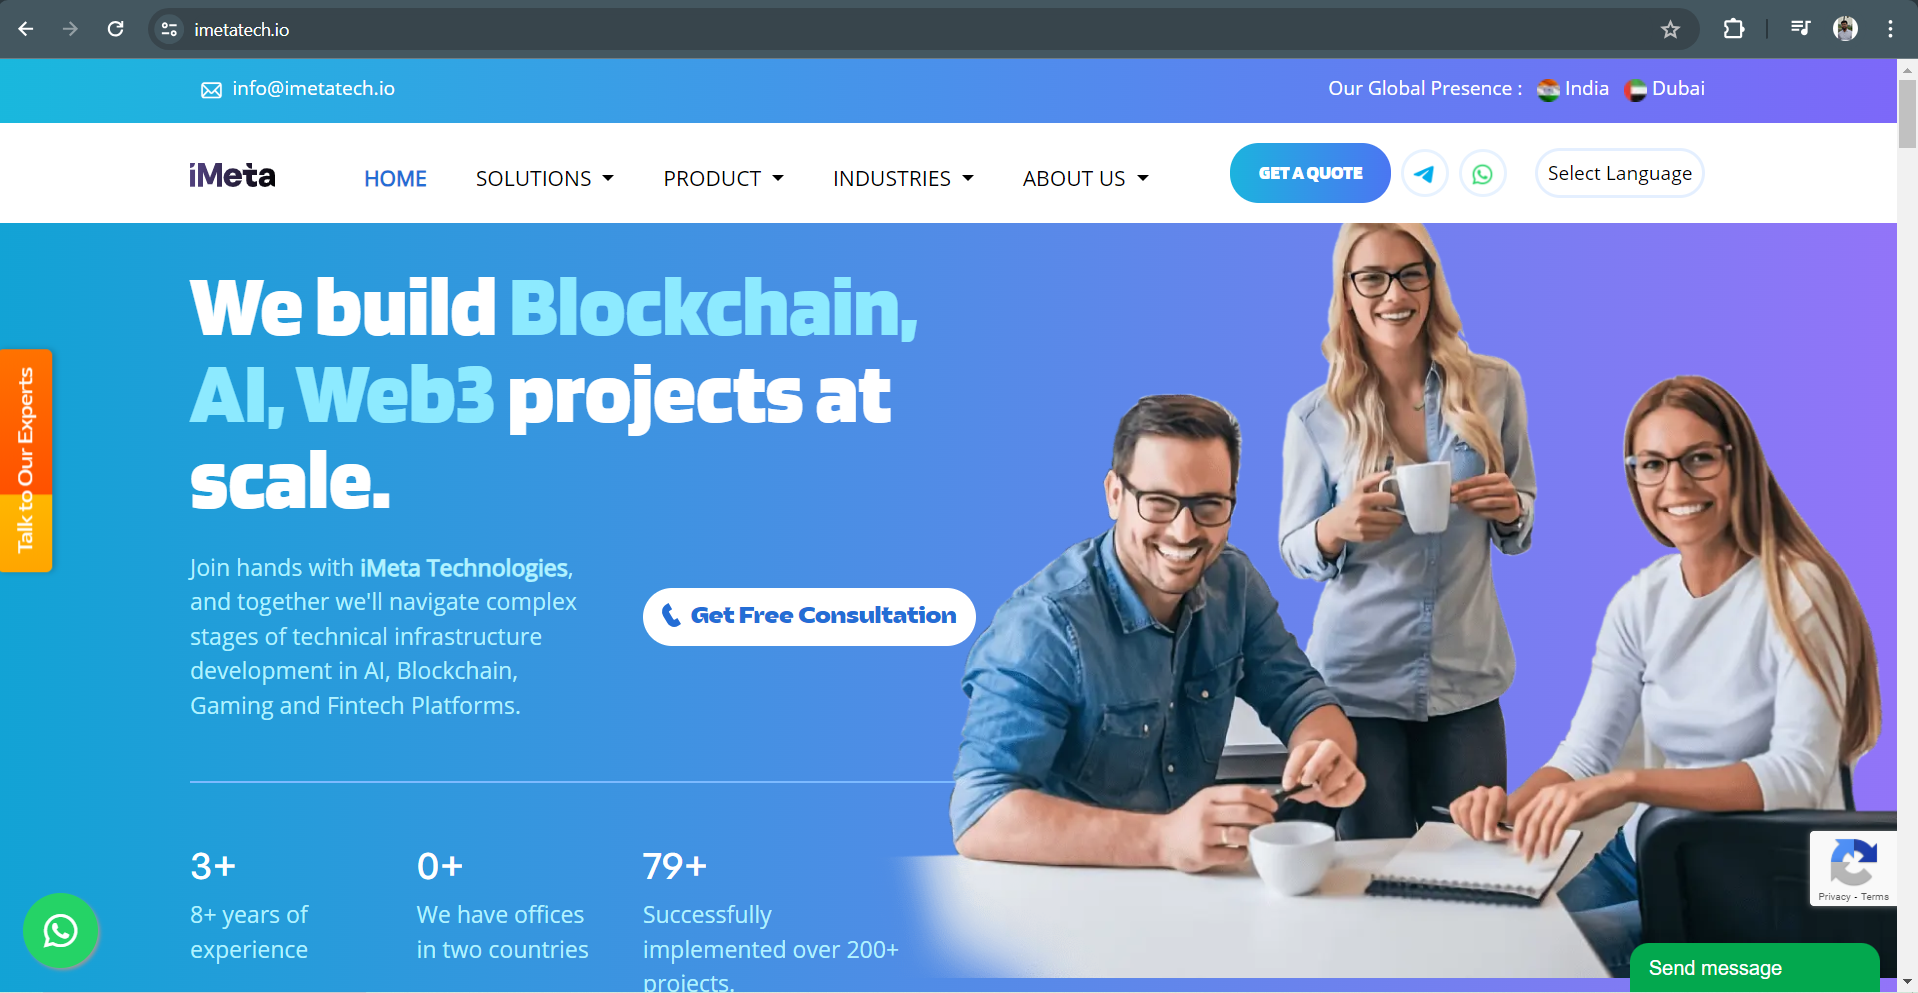 imetatech.io
info@imetatech.io
Our Global Presence : India Dubai
iMeta
HOME SOLUTIONS PRODUCT INDUSTRIES ABOUT US GET A QUOTE Select Language
We build Blockchain,
AI, Web3 projects at
scale.
Talk to Our Experts
Join hands with iMeta Technologies,
and together we'll navigate complex
stages of technical infrastructure
development in AI, Blockchain,
Gaming and Fintech Platforms.
Get Free Consultation
3+
8+ years of
experience
0+
We have offices
in two countries
79+
Successfully
implemented over 200+
projects.
Privacy - Terms
Send message